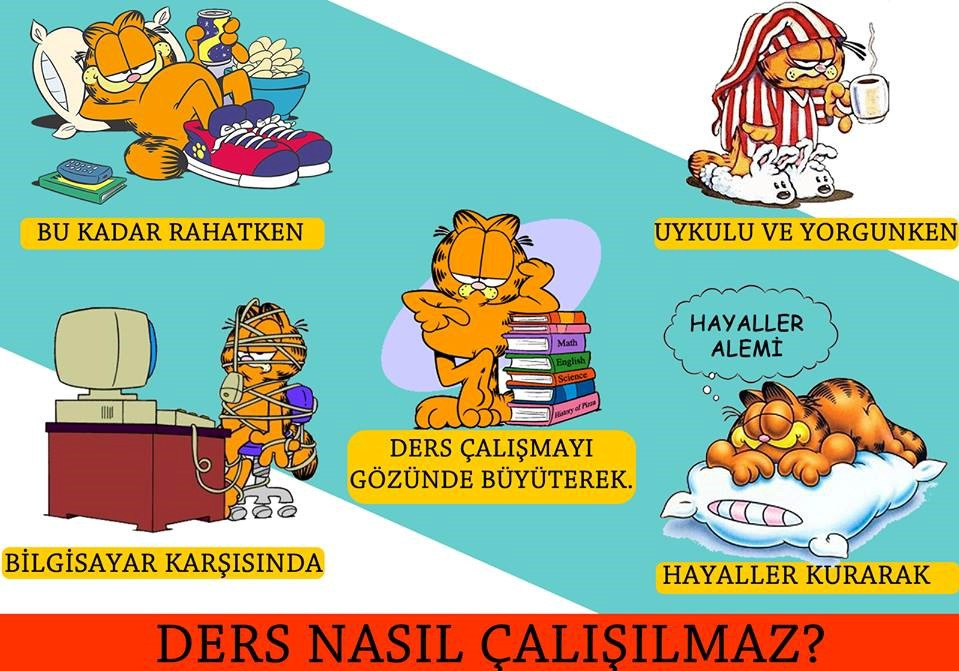 BU KADAR RAHATKEN
UYKULU VE YORGUNKEN
Math
English
Science
History of Pizza
HAYALLER
ALEMİ
DERS ÇALIŞMAYI
GÖZÜNDE BÜYÜTEREK.
BİLGİSAYAR KARŞISINDA
HAYALLER KURARAK
DERS NASIL ÇALIŞILMAZ?